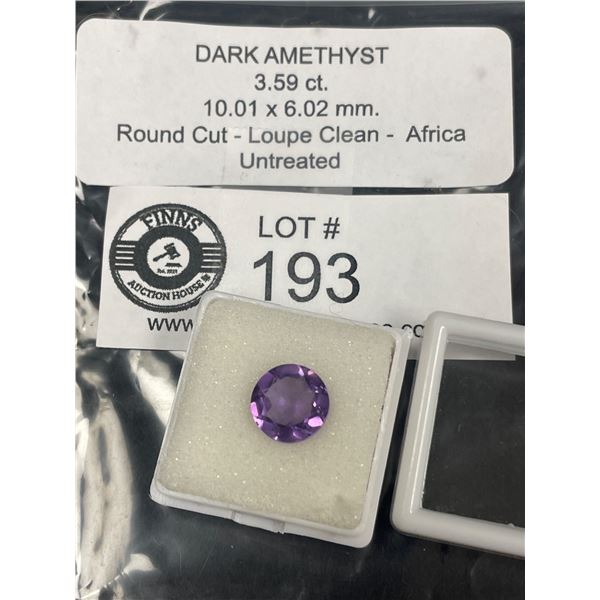 DARK AMETHYST
3.59 ct.
10.01 x 6.02 mm.
Round Cut - Loupe Clean - Africa
Untreated
FINNS
AUCTION HOUSE
LOT #
193
www.